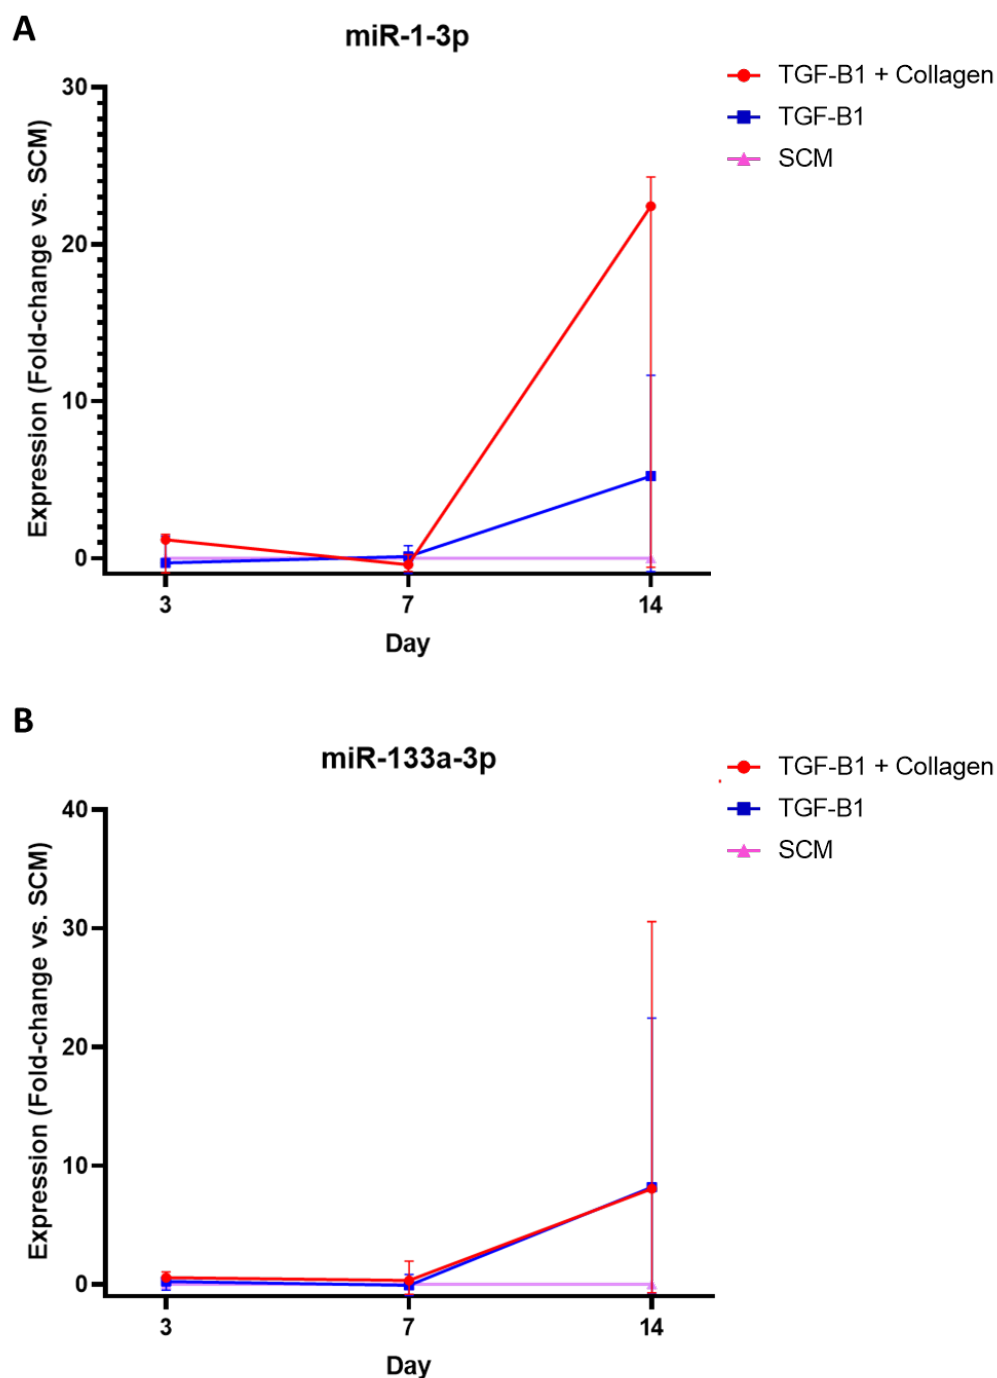 A
miR-1-3p
TGF-B1 + Collagen
TGF-B1
SCM
Expression (Fold-change vs. SCM)
30
20
10
0
3 7 14
Day
B
miR-133a-3p
TGF-B1 + Collagen
TGF-B1
SCM
Expression (Fold-change vs. SCM)
40
30
20
10
0
3 7 14
Day